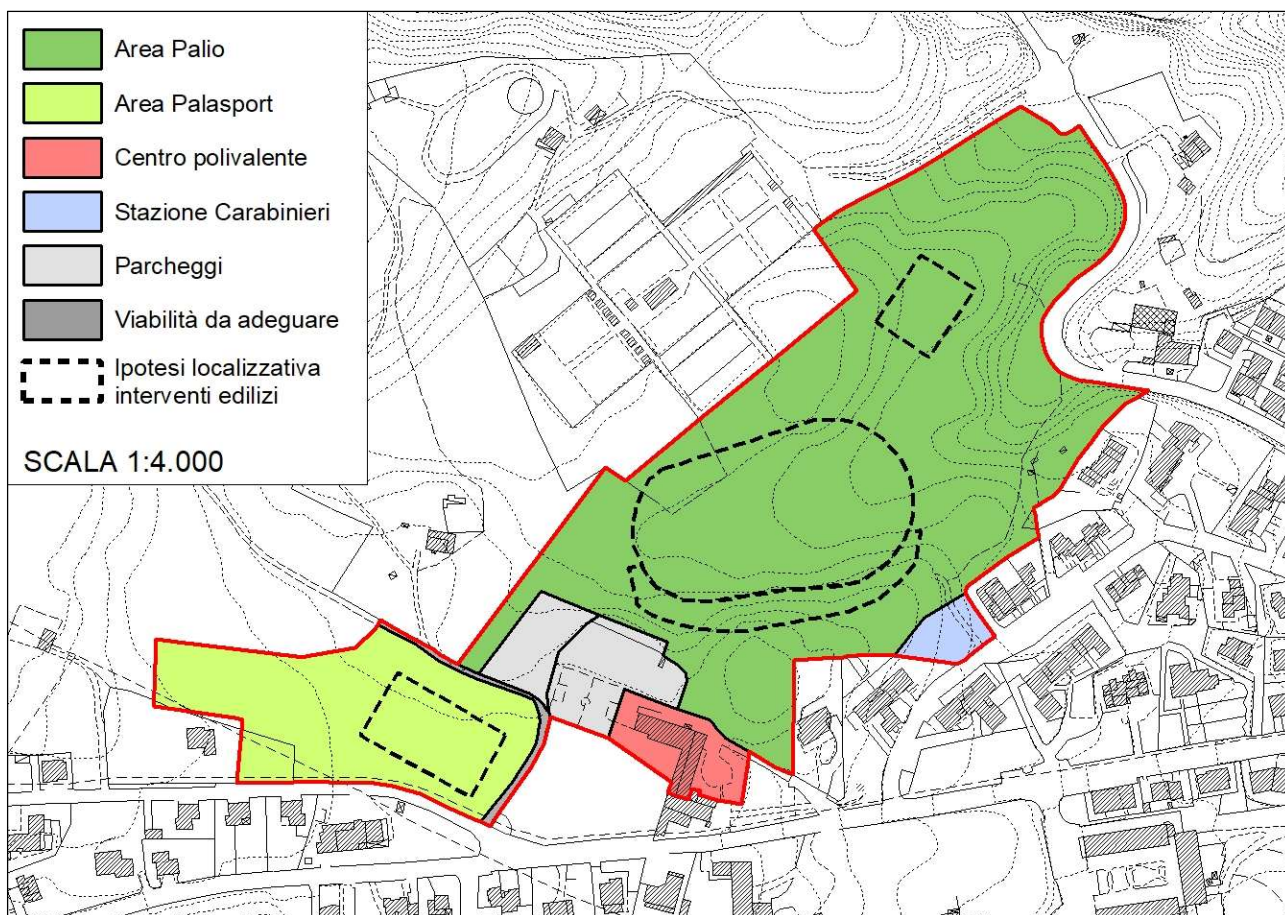 Area Palio
Area Palasport
Centro polivalente
Stazione Carabinieri
Parcheggi
Viabilità da adeguare
Ipotesi localizzativa
interventi edilizi
SCALA 1:4.000